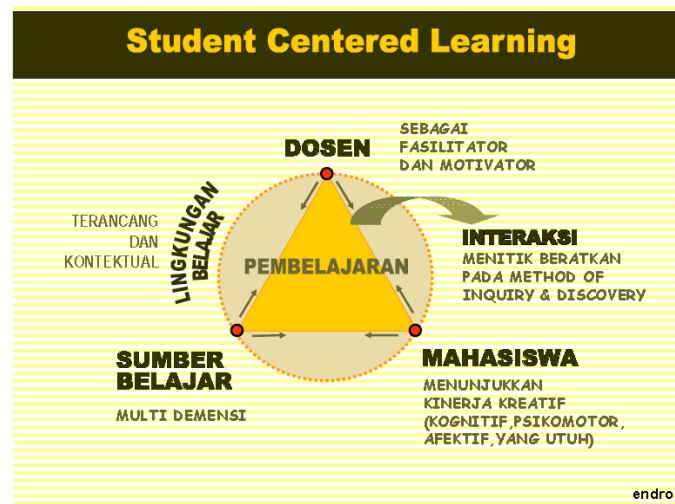 Student Centered Learning
DOSEN
SEBAGAI
FASILITATOR
DAN MOTIVATOR
LINGKUNGAN
BELAJAR
TERANCANG
DAN
KONTEKTUAL
PEMBELAJARAN
INTERAKSI
MENITIK BERATKAN
PADA METHOD OF
INQUIRY & DISCOVERY
SUMBER
BELAJAR
MULTI DEMENSI
MAHASISWA
MENUNJUKKAN
KINERJA KREATIF
(KOGNITIF,PSIKOMOTOR,
AFEKTIF,YANG UTUH)
endro